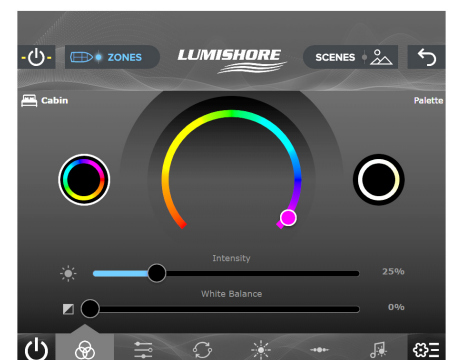 ZONES
LUMISHORE
SCENES
Cabin
Palette
Intensity
25%
White Balance
0%